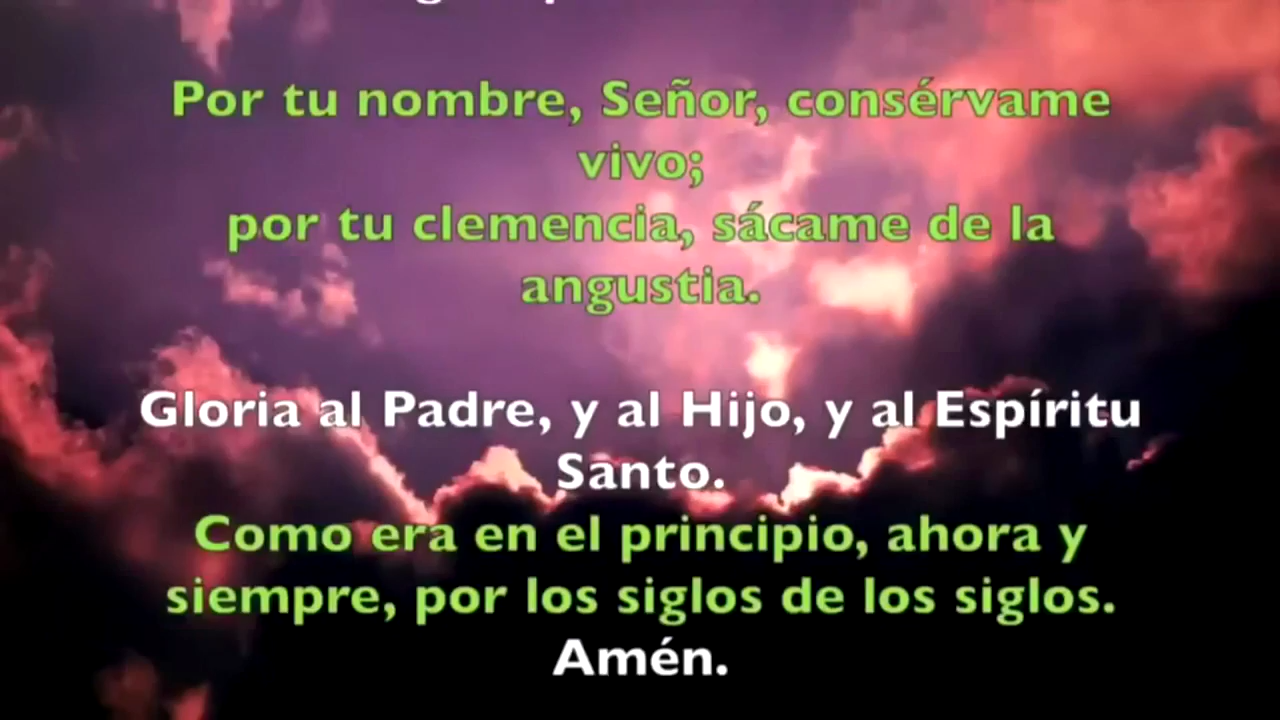 Por tu nombre, Señor, consérvame
vivo;
por tu clemencia, sácame de la
angustia.
Gloria al Padre, y al Hijo, y al Espíritu
Santo.
Como era en el principio, ahora y
siempre, por los siglos de los siglos.
Amén.